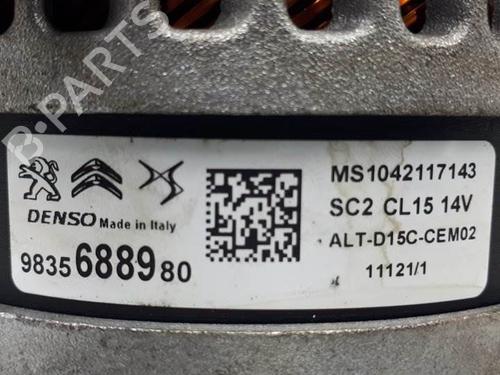 B-PARTS
DENSO Made in Italy
9835688980
MS1042117143
SC2 CL15 14V
ALT-D15C-CEM02
11121/1